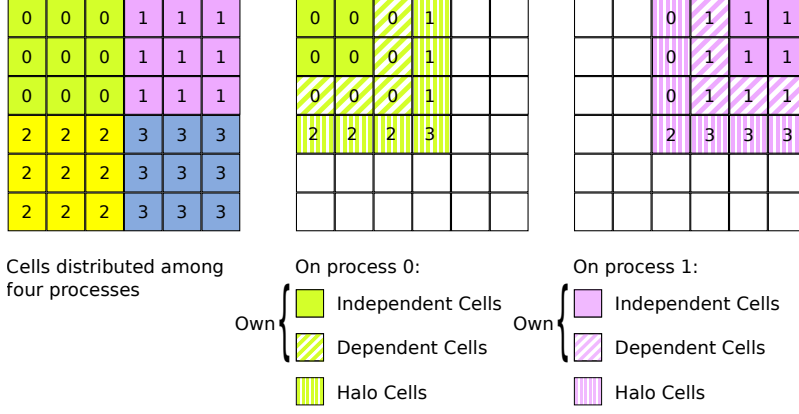 0 0 0 1 1 1
0 0 0 1 1 1
0 0 0 1 1 1
2 2 2 3 3 3
2 2 2 3 3 3
2 2 2 3 3 3
Cells distributed among
four processes
0 0 0 1
0 0 0 1
0 0 0 1
2 2 2 3
On process 0:
Own
Independent Cells
Dependent Cells
Halo Cells
0 1 1 1
0 1 1 1
0 1 1 1
2 3 3 3
On process 1:
Own
Independent Cells
Dependent Cells
Halo Cells